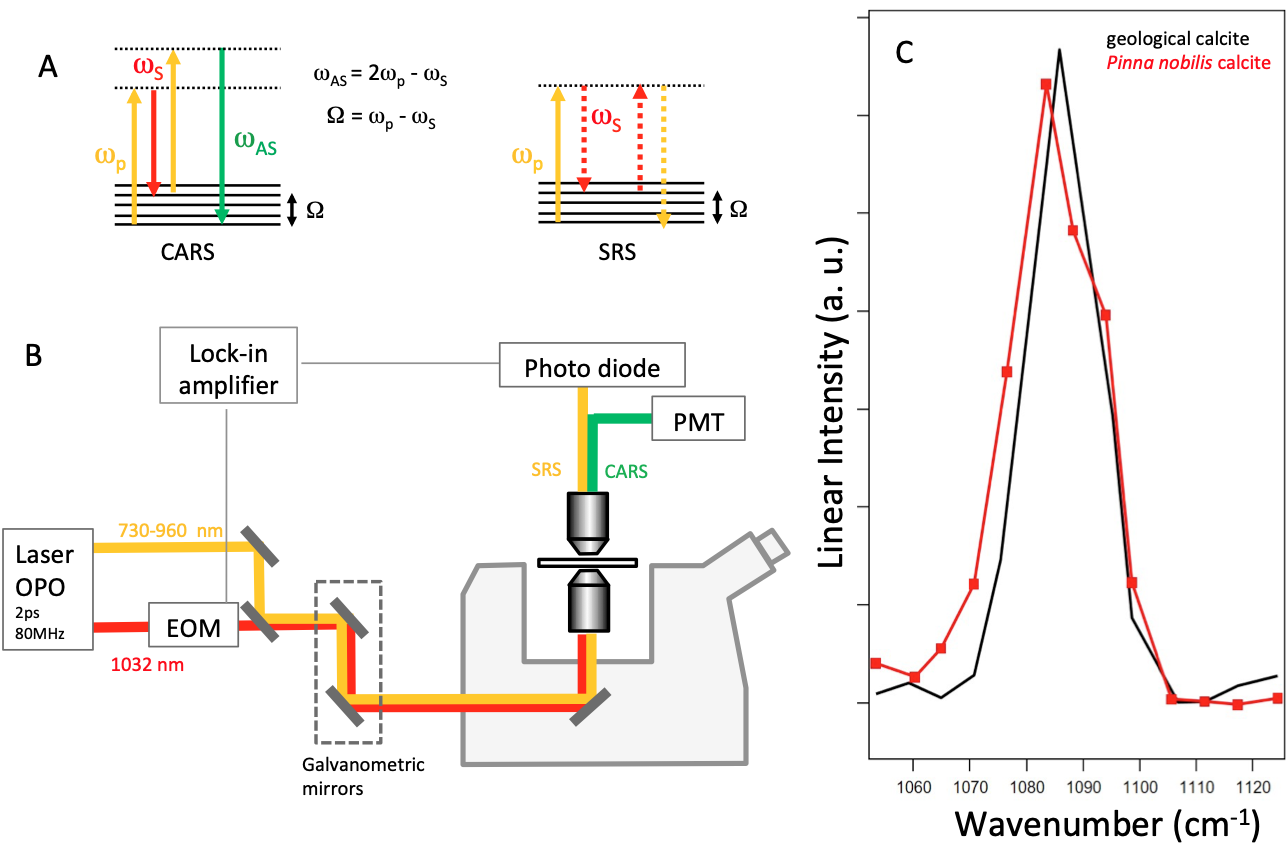 A
ωS
ωp
ωAS
Ω
CARS
ωAS = 2ωp - ωS
Ω = ωp - ωS
ωp
ωS
Ω
SRS
B
Lock-in
amplifier
Photo diode
PMT
SRS
CARS
730-960 nm
Laser
OPO
2ps
80MHz
EOM
1032 nm
Galvanometric
mirrors
C
geological calcite
Pinna nobilis calcite
Linear Intensity (a. u.)
1060 1070 1080 1090 1100 1110 1120
Wavenumber (cm-1)